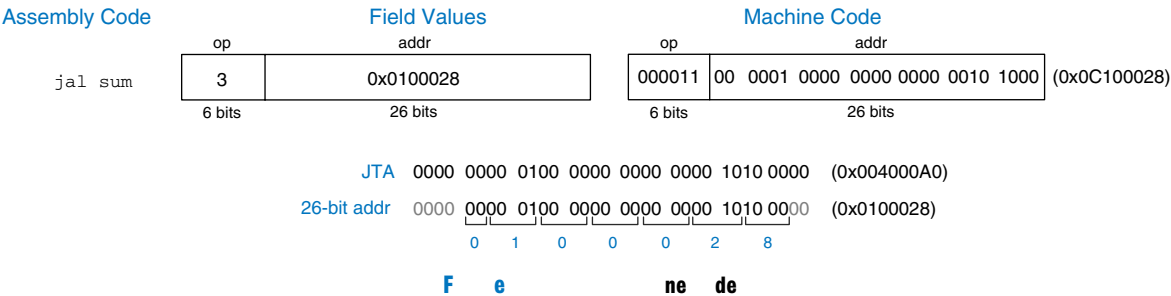 Assembly Code Field Values Machine Code
op addr op addr
jal sum 3 0x0100028 000011 00 0001 0000 0000 0000 0010 1000 (0x0C100028)
6 bits 26 bits 6 bits 26 bits
JTA 0000 0000 0100 0000 0000 0000 1010 0000 (0x004000A0)
26-bit addr 0000 0000 0100 0000 0000 0000 1010 0000 (0x0100028)
0 1 0 0 0 2 8
F e ne de